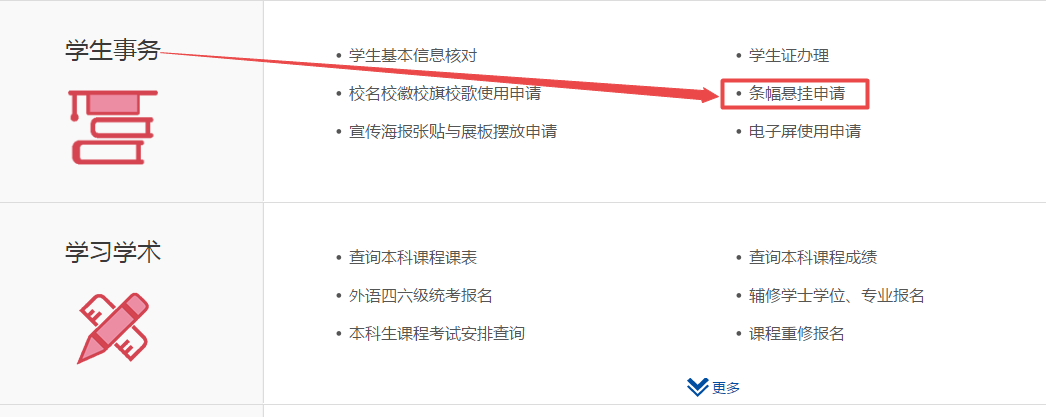 学生事务
学生基本信息核对
学生证办理
校名校徽校旗校歌使用申请
条幅悬挂申请
宣传海报张贴与展板摆放申请
电子屏使用申请
学习学术
查询本科课程课表
查询本科课程成绩
外语四六级统考报名
辅修学士学位、专业报名
本科生课程考试安排查询
课程重修报名
更多